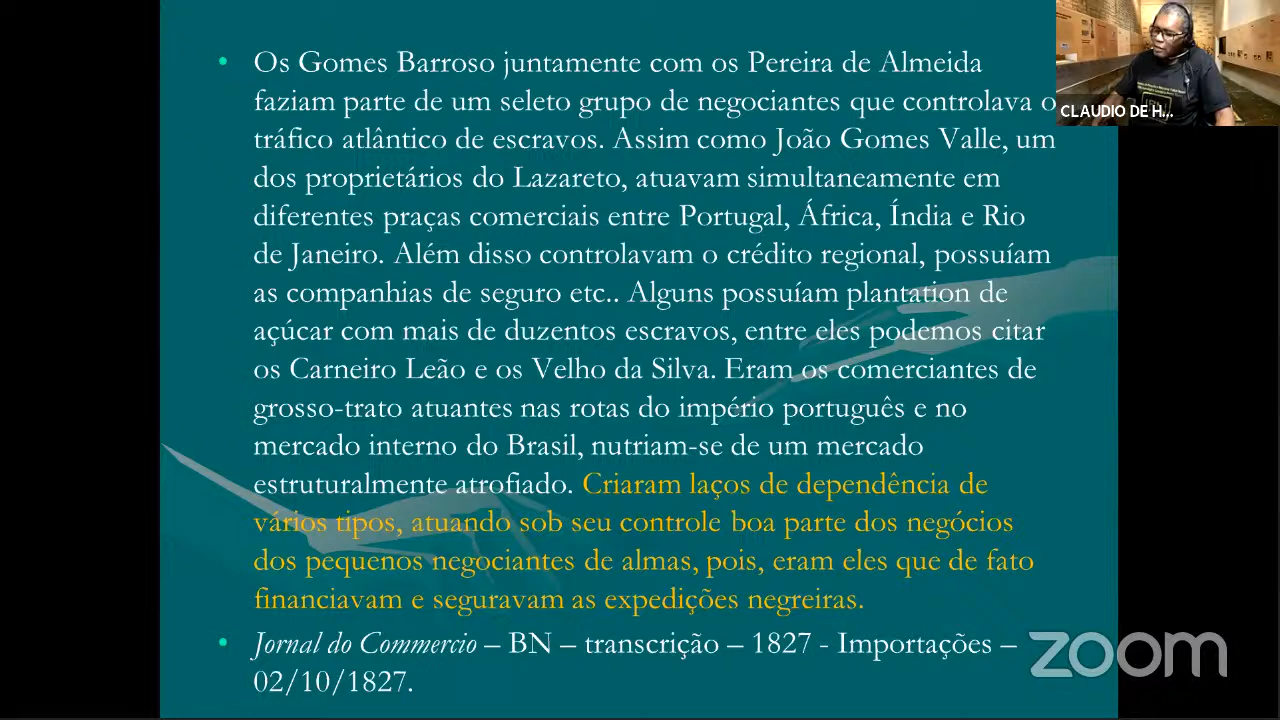 • Os Gomes Barroso juntamente com os Pereira de Almeida
faziam parte de um seleto grupo de negociantes que controlava o
tráfico atlântico de escravos. Assim como João Gomes Valle, um
dos proprietários do Lazareto, atuavam simultaneamente em
diferentes praças comerciais entre Portugal, África, Índia e Rio
de Janeiro. Além disso controlavam o crédito regional, possuíam
as companhias de seguro etc.. Alguns possuíam plantation de
açúcar com mais de duzentos escravos, entre eles podemos citar
os Carneiro Leão e os Velho da Silva. Eram os comerciantes de
grosso-trato atuantes nas rotas do império português e no
mercado interno do Brasil, nutriam-se de um mercado
estruturalmente atrofiado. Criaram laços de dependência de
vários tipos, atuando sob seu controle boa parte dos negócios
dos pequenos negociantes de almas, pois, eram eles que de fato
financiavam e seguravam as expedições negreiras.
• Jornal do Commercio – BN – transcrição – 1827 - Importações –
02/10/1827.
CLAUDIO DE H...
zoom